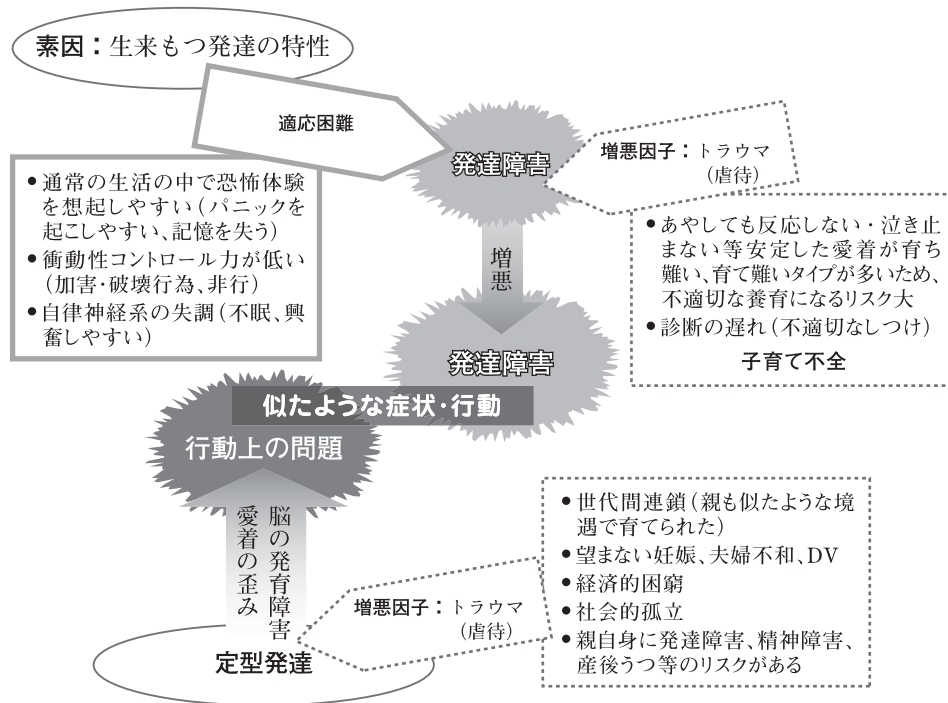 素因：生来もつ発達の特性
適応困難
発達障害
増悪因子：トラウマ
（虐待）
●通常の生活の中で恐怖体験
を想起しやすい（パニックを
起こしやすい、記憶を失う）
●衝動性コントロール力が低い
（加害・破壊行為、非行）
●自律神経系の失調（不眠、興
奮しやすい）
増悪
●あやしても反応しない・泣き止
まない等安定した愛着が育ち
難い、育て難いタイプが多いため、
不適切な養育になるリスク大
●診断の遅れ（不適切なしつけ）
子育て不全
発達障害
似たような症状・行動
行動上の問題
脳の発育障害
愛着の歪み
定型発達
増悪因子：トラウマ
（虐待）
●世代間連鎖（親も似たような境
遇で育てられた）
●望まない妊娠、夫婦不和、DV
●経済的困窮
●社会的孤立
●親自身に発達障害、精神障害、
産後うつ等のリスクがある